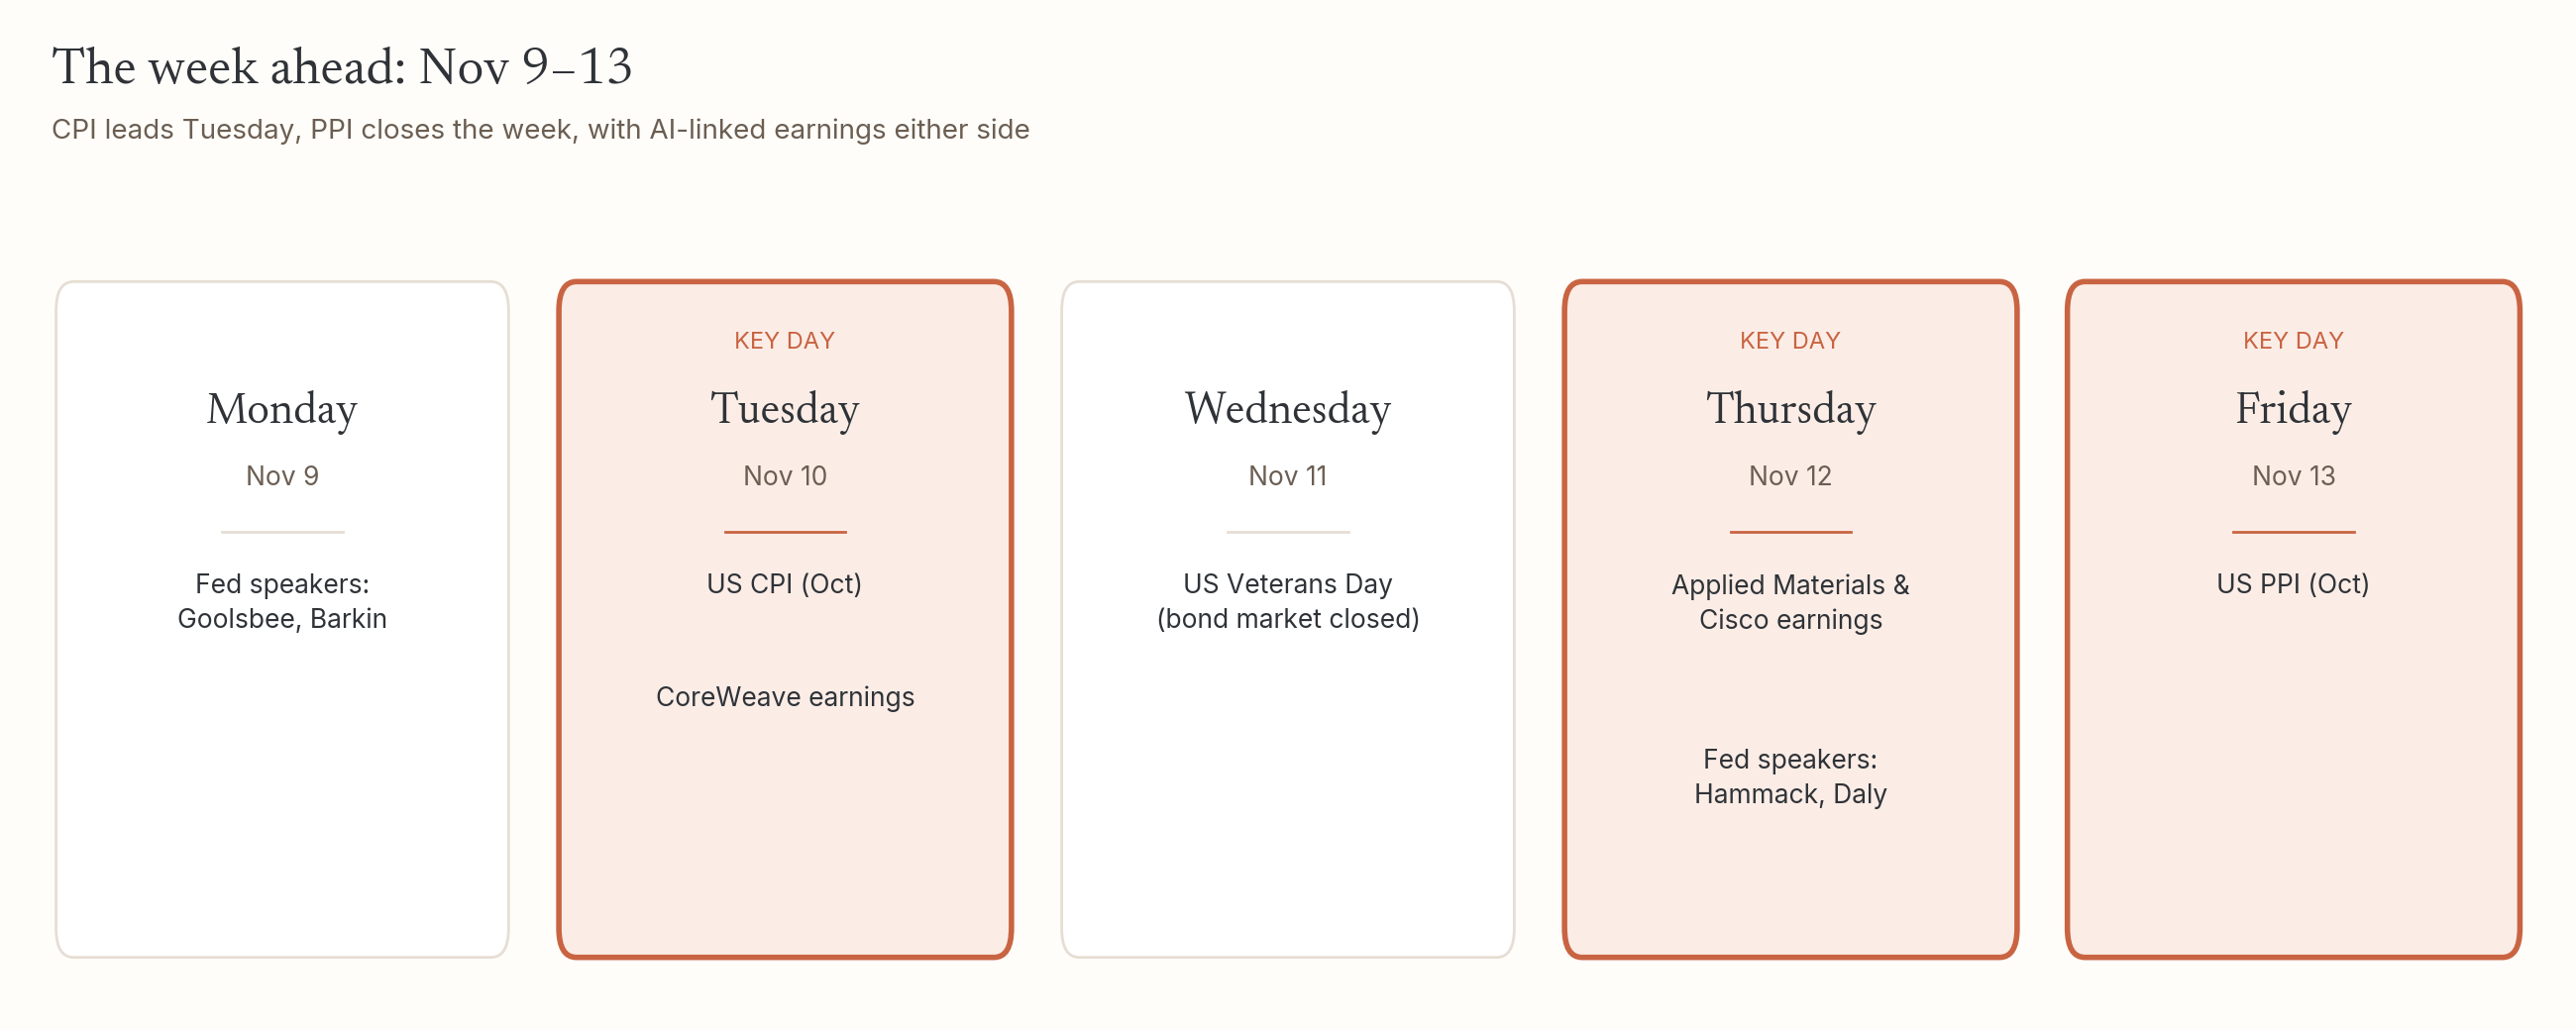 The week ahead: Nov 9–13
CPI leads Tuesday, PPI closes the week, with AI-linked earnings either side
Monday
Nov 9
Fed speakers:
Goolsbee, Barkin
KEY DAY
Tuesday
Nov 10
US CPI (Oct)
CoreWeave earnings
Wednesday
Nov 11
US Veterans Day
(bond market closed)
KEY DAY
Thursday
Nov 12
Applied Materials &
Cisco earnings
Fed speakers:
Hammack, Daly
KEY DAY
Friday
Nov 13
US PPI (Oct)